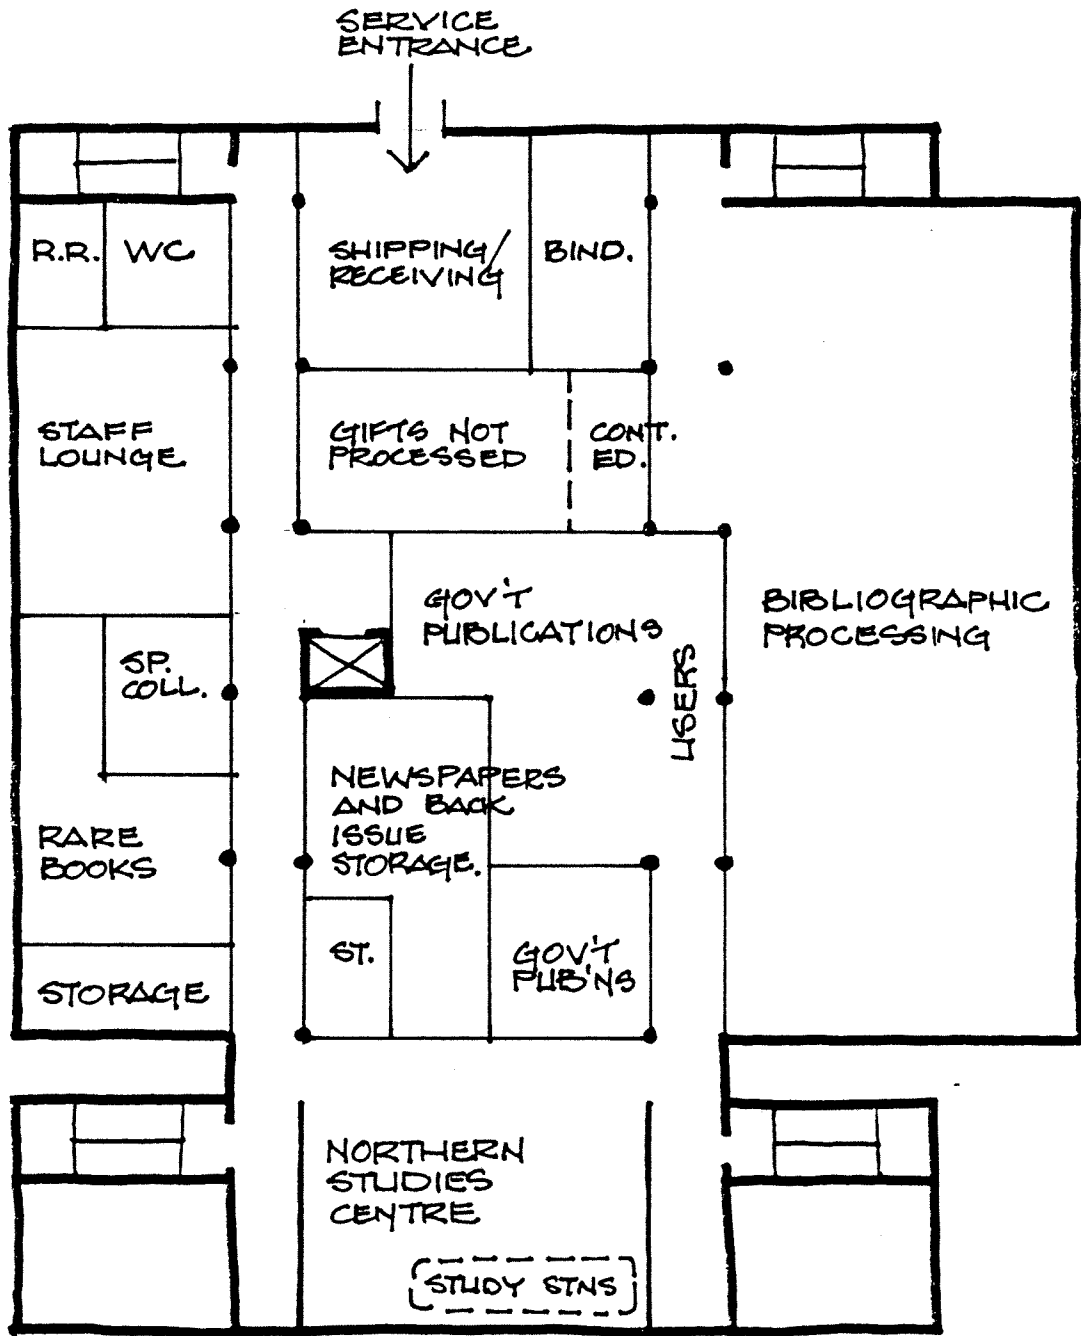 SERVICE
ENTRANCE
R.R.
WC
SHIPPING/
RECEIVING
BIND.
STAFF
LOUNGE
GIFTS NOT
PROCESSED
CONT.
ED.
GOV'T
PUBLICATIONS
USERS
BIBLIOGRAPHIC
PROCESSING
SP.
COLL.
NEWSPAPERS
AND BACK
ISSUE
STORAGE.
RARE
BOOKS
ST.
GOV'T
PUB'NS
STORAGE
NORTHERN
STUDIES
CENTRE
STUDY STNS